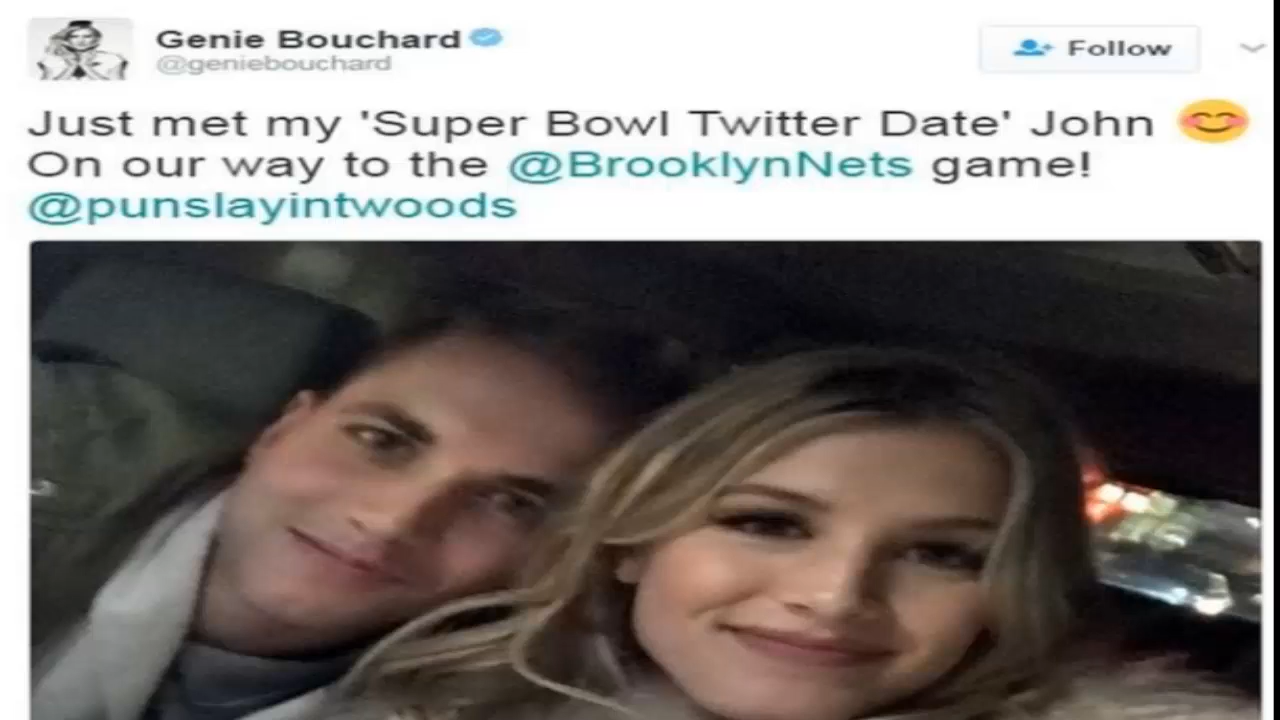 Genie Bouchard
@geniebouchard
Follow
Just met my 'Super Bowl Twitter Date' John 😊
On our way to the @BrooklynNets game!
@punslayintwoods